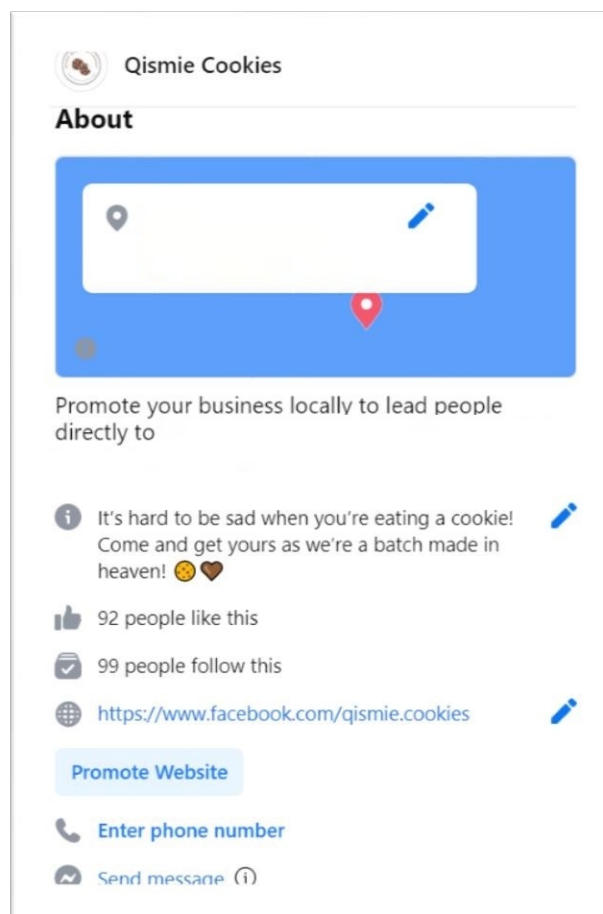 Qismie Cookies
About
Promote your business locally to lead people
directly to
It's hard to be sad when you're eating a cookie!
Come and get yours as we're a batch made in
heaven! 🍪🤎
92 people like this
99 people follow this
https://www.facebook.com/qismie.cookies
Promote Website
Enter phone number
Send message